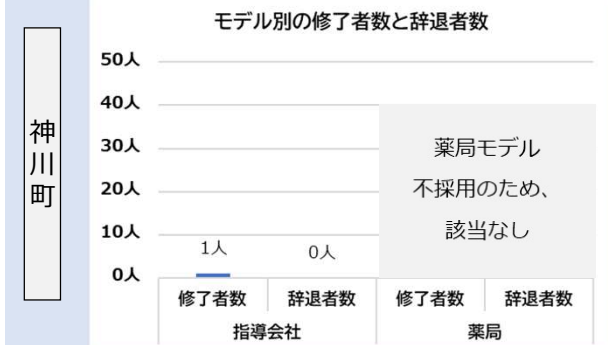 モデル別の修了者数と辞退者数
神川町
50人
40人
30人
20人
10人
0人
1人
0人
薬局モデル
不採用のため、
該当なし
修了者数 辞退者数 修了者数 辞退者数
指導会社 薬局